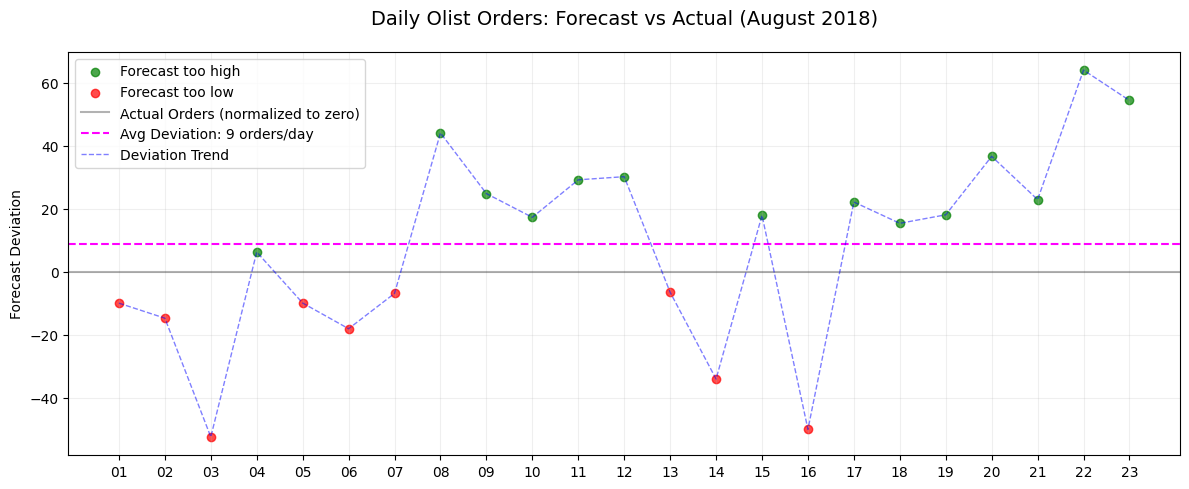 Daily Olist Orders: Forecast vs Actual (August 2018)
Forecast too high
Forecast too low
Actual Orders (normalized to zero)
Avg Deviation: 9 orders/day
Deviation Trend
Forecast Deviation
60
40
20
0
−20
−40
01 02 03 04 05 06 07 08 09 10 11 12 13 14 15 16 17 18 19 20 21 22 23